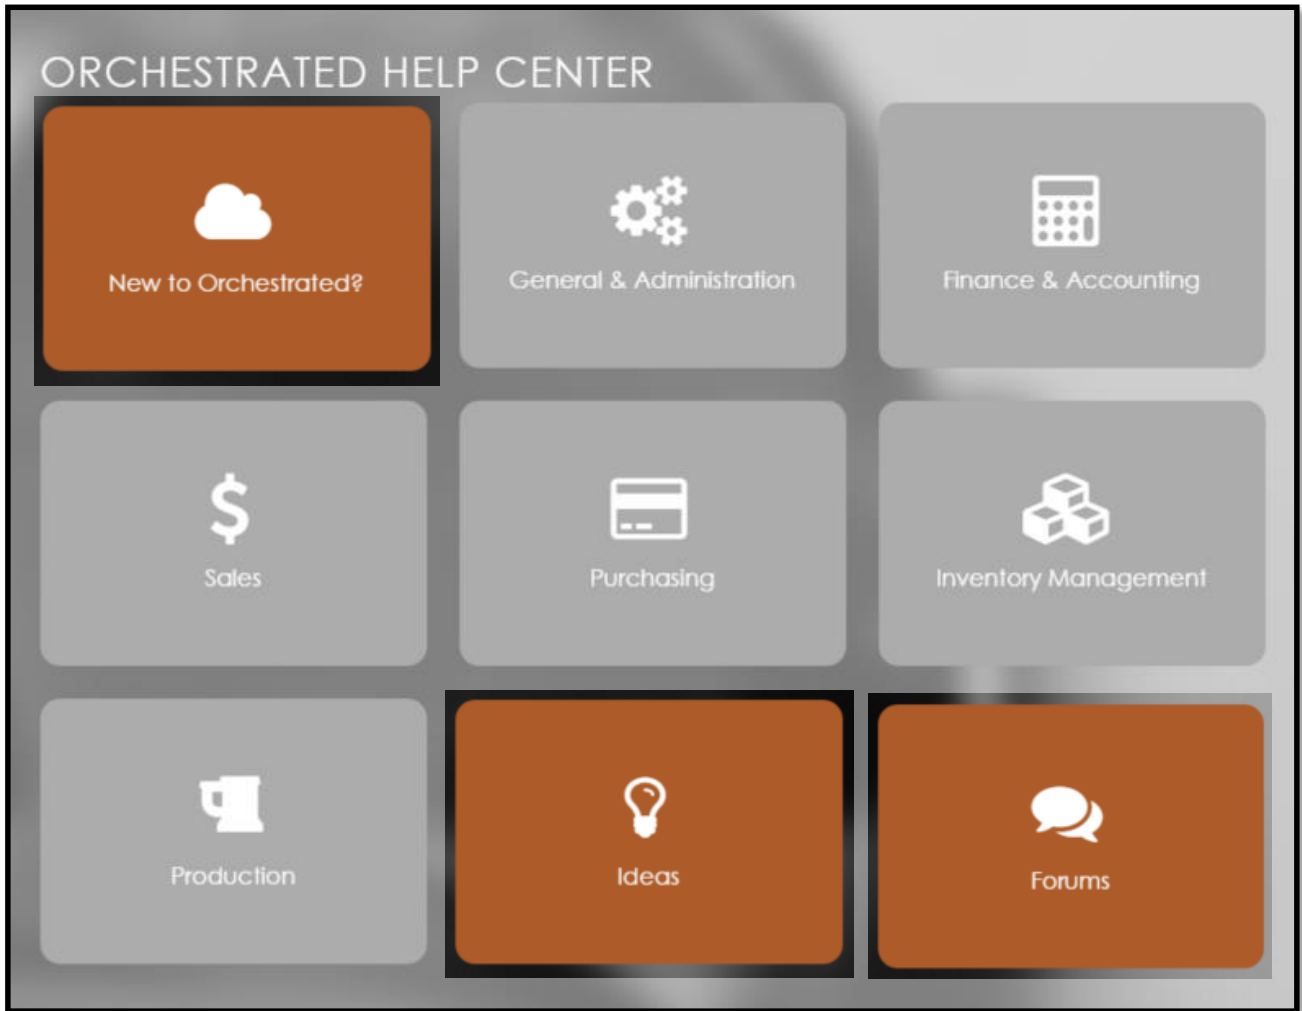 ORCHESTRATED HELP CENTER
New to Orchestrated?
General & Administration
Finance & Accounting
Sales
Purchasing
Inventory Management
Production
Ideas
Forums